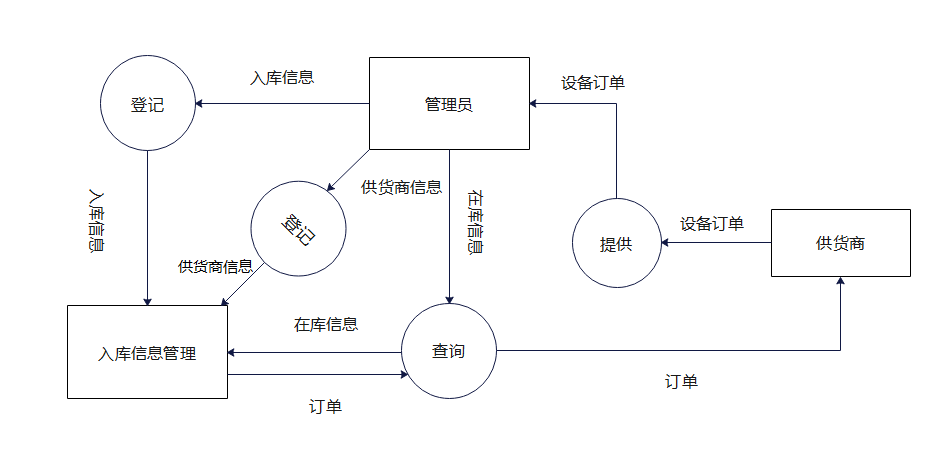 入库信息
设备订单
登记
管理员
供货商信息
入库信息
在库信息
登记
设备订单
提供
供货商
供货商信息
在库信息
入库信息管理
查询
订单
订单